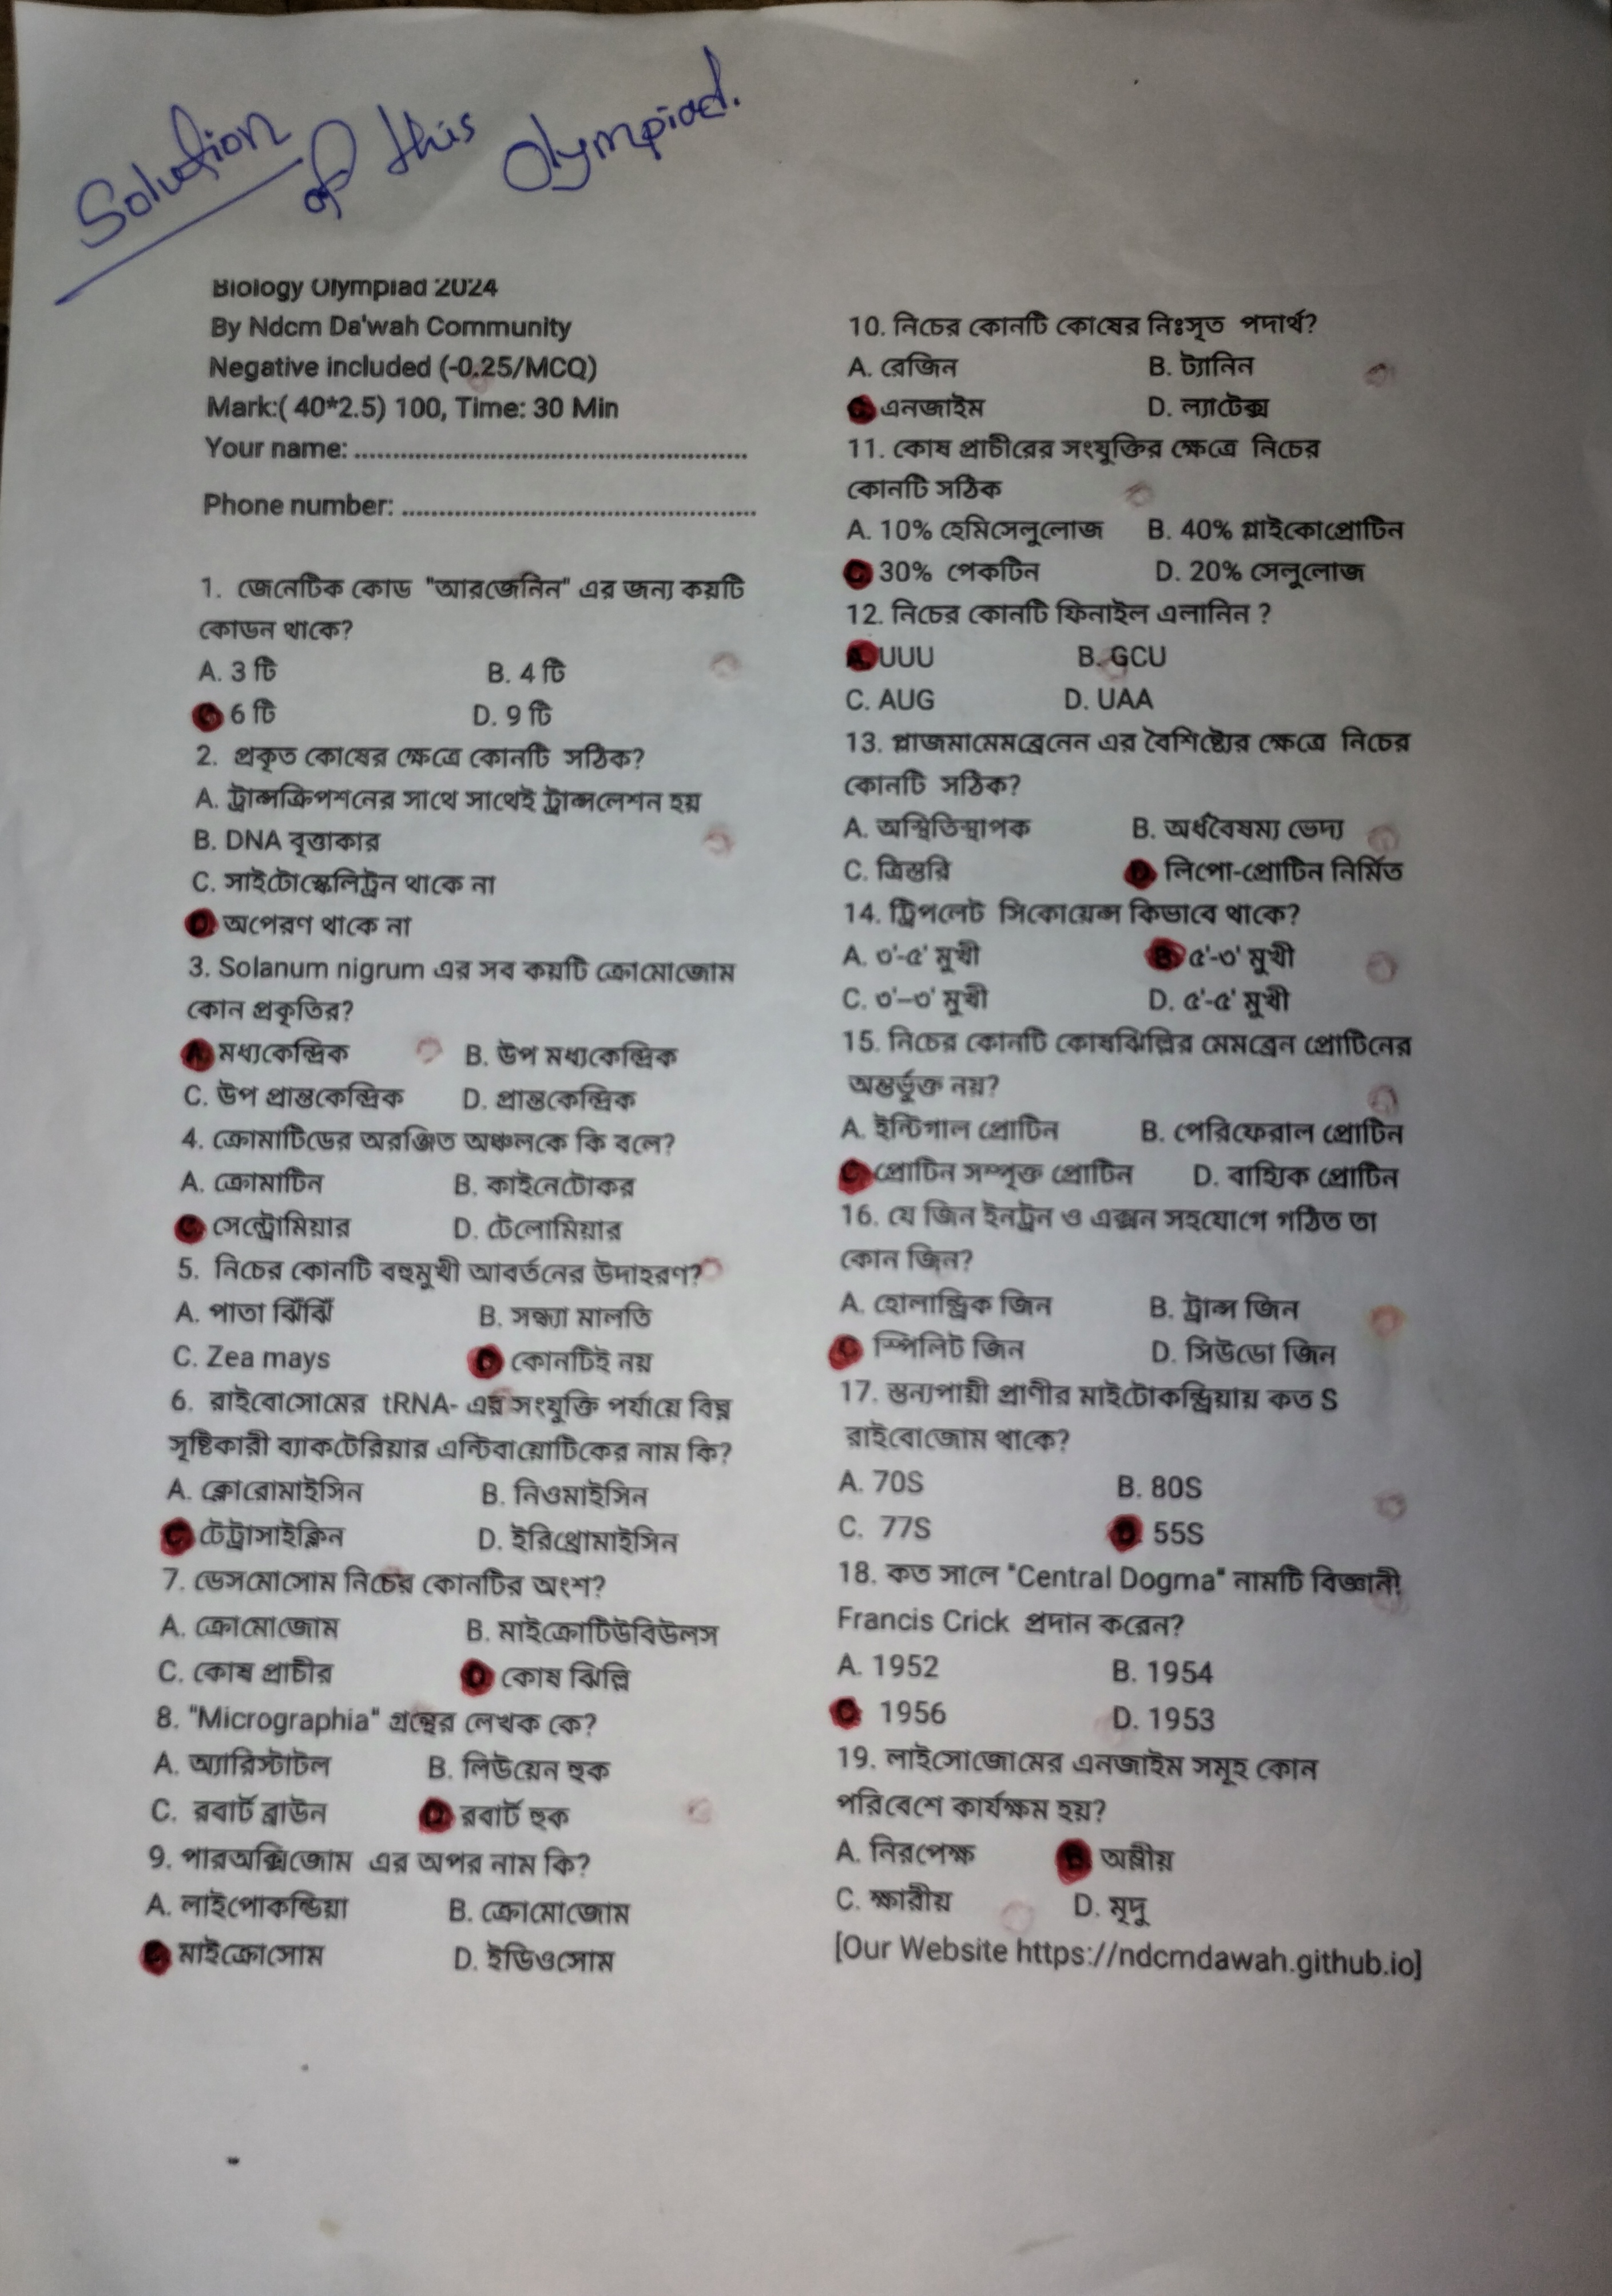 Solution of this Olympiad.
Biology Olympiad 2024
By Ndcm Da'wah Community
Negative included (-0.25/MCQ)
Mark:( 40*2.5) 100, Time: 30 Min
Your name: ....................................................
Phone number: ...............................................
1. জেনেটিক কোড "আরজেনিন" এর জন্য কয়টি
কোডন থাকে?
A. 3 টি B. 4 টি
C. 6 টি D. 9 টি
2. প্রকৃত কোষের ক্ষেত্রে কোনটি সঠিক?
A. ট্রান্সক্রিপশনের সাথে সাথেই ট্রান্সলেশন হয়
B. DNA বৃত্তাকার
C. সাইটোস্কেলিট্রন থাকে না
D. অপেরণ থাকে না
3. Solanum nigrum এর সব কয়টি ক্রোমোজোম
কোন প্রকৃতির?
A. মধ্যকেন্দ্রিক B. উপ মধ্যকেন্দ্রিক
C. উপ প্রান্তকেন্দ্রিক D. প্রান্তকেন্দ্রিক
4. ক্রোমাটিডের অরঞ্জিত অঞ্চলকে কি বলে?
A. ক্রোমাটিন B. কাইনেটোকর
C. সেন্ট্রোমিয়ার D. টেলোমিয়ার
5. নিচের কোনটি বহুমুখী আবর্তনের উদাহরণ?
A. পাতা ঝিঁঝিঁ B. সন্ধ্যা মালতি
C. Zea mays D. কোনটিই নয়
6. রাইবোসোমের tRNA- এর সংযুক্তি পর্যায়ে বিঘ্ন
সৃষ্টিকারী ব্যাকটেরিয়ার এন্টিবায়োটিকের নাম কি?
A. ক্লোরোমাইসিন B. নিওমাইসিন
C. টেট্রাসাইক্লিন D. ইরিথ্রোমাইসিন
7. ডেসমোসোম নিচের কোনটির অংশ?
A. ক্রোমোজোম B. মাইক্রোটিউবিউলস
C. কোষ প্রাচীর D. কোষ ঝিল্লি
8. "Micrographia" গ্রন্থের লেখক কে?
A. অ্যারিস্টাটল B. লিউয়েন হুক
C. রবার্ট ব্রাউন D. রবার্ট হুক
9. পারঅক্সিজোম এর অপর নাম কি?
A. লাইপোকন্ডিয়া B. ক্রোমোজোম
C. মাইক্রোসোম D. ইডিওসোম
10. নিচের কোনটি কোষের নিঃসৃত পদার্থ?
A. রেজিন B. ট্যানিন
C. এনজাইম D. ল্যাটেক্স
11. কোষ প্রাচীরের সংযুক্তির ক্ষেত্রে নিচের
কোনটি সঠিক
A. 10% হেমিসেলুলোজ B. 40% গ্লাইকোপ্রোটিন
C. 30% পেকটিন D. 20% সেলুলোজ
12. নিচের কোনটি ফিনাইল এলানিন ?
A. UUU B. GCU
C. AUG D. UAA
13. প্লাজমামেমব্রেনেন এর বৈশিষ্ট্যের ক্ষেত্রে নিচের
কোনটি সঠিক?
A. অস্থিতিস্থাপক B. অর্ধবৈষম্য ভেদ্য
C. ত্রিস্তরি D. লিপো-প্রোটিন নির্মিত
14. ট্রিপলেট সিকোয়েন্স কিভাবে থাকে?
A. ৩'-৫' মুখী B. ৫'-৩' মুখী
C. ৩'–৩' মুখী D. ৫'-৫' মুখী
15. নিচের কোনটি কোষঝিল্লির মেমব্রেন প্রোটিনের
অন্তর্ভুক্ত নয়?
A. ইন্টিগাল প্রোটিন B. পেরিফেরাল প্রোটিন
C. প্রোটিন সম্পৃক্ত প্রোটিন D. বাহ্যিক প্রোটিন
16. যে জিন ইনট্রন ও এক্সন সহযোগে গঠিত তা
কোন জিন?
A. হোলান্ড্রিক জিন B. ট্রান্স জিন
C. স্পিলিট জিন D. সিউডো জিন
17. স্তন্যপায়ী প্রাণীর মাইটোকন্ড্রিয়ায় কত S
রাইবোজোম থাকে?
A. 70S B. 80S
C. 77S D. 55S
18. কত সালে "Central Dogma" নামটি বিজ্ঞানী
Francis Crick প্রদান করেন?
A. 1952 B. 1954
C. 1956 D. 1953
19. লাইসোজোমের এনজাইম সমূহ কোন
পরিবেশে কার্যক্ষম হয়?
A. নিরপেক্ষ B. অম্লীয়
C. ক্ষারীয় D. মৃদু
[Our Website https://ndcmdawah.github.io]